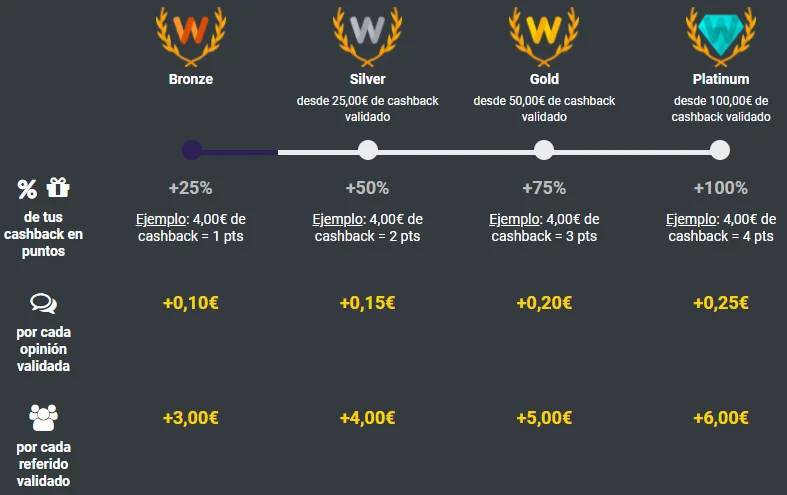 W W W W
Bronze Silver Gold Platinum
desde 25,00€ de cashback desde 50,00€ de cashback desde 100,00€ de
validado validado cashback validado
% +25% +50% +75% +100%
de tus Ejemplo: 4,00€ de Ejemplo: 4,00€ de Ejemplo: 4,00€ de Ejemplo: 4,00€ de
cashback en cashback = 1 pts cashback = 2 pts cashback = 3 pts cashback = 4 pts
puntos
+0,10€ +0,15€ +0,20€ +0,25€
por cada
opinión
validada
+3,00€ +4,00€ +5,00€ +6,00€
por cada
referido
validado